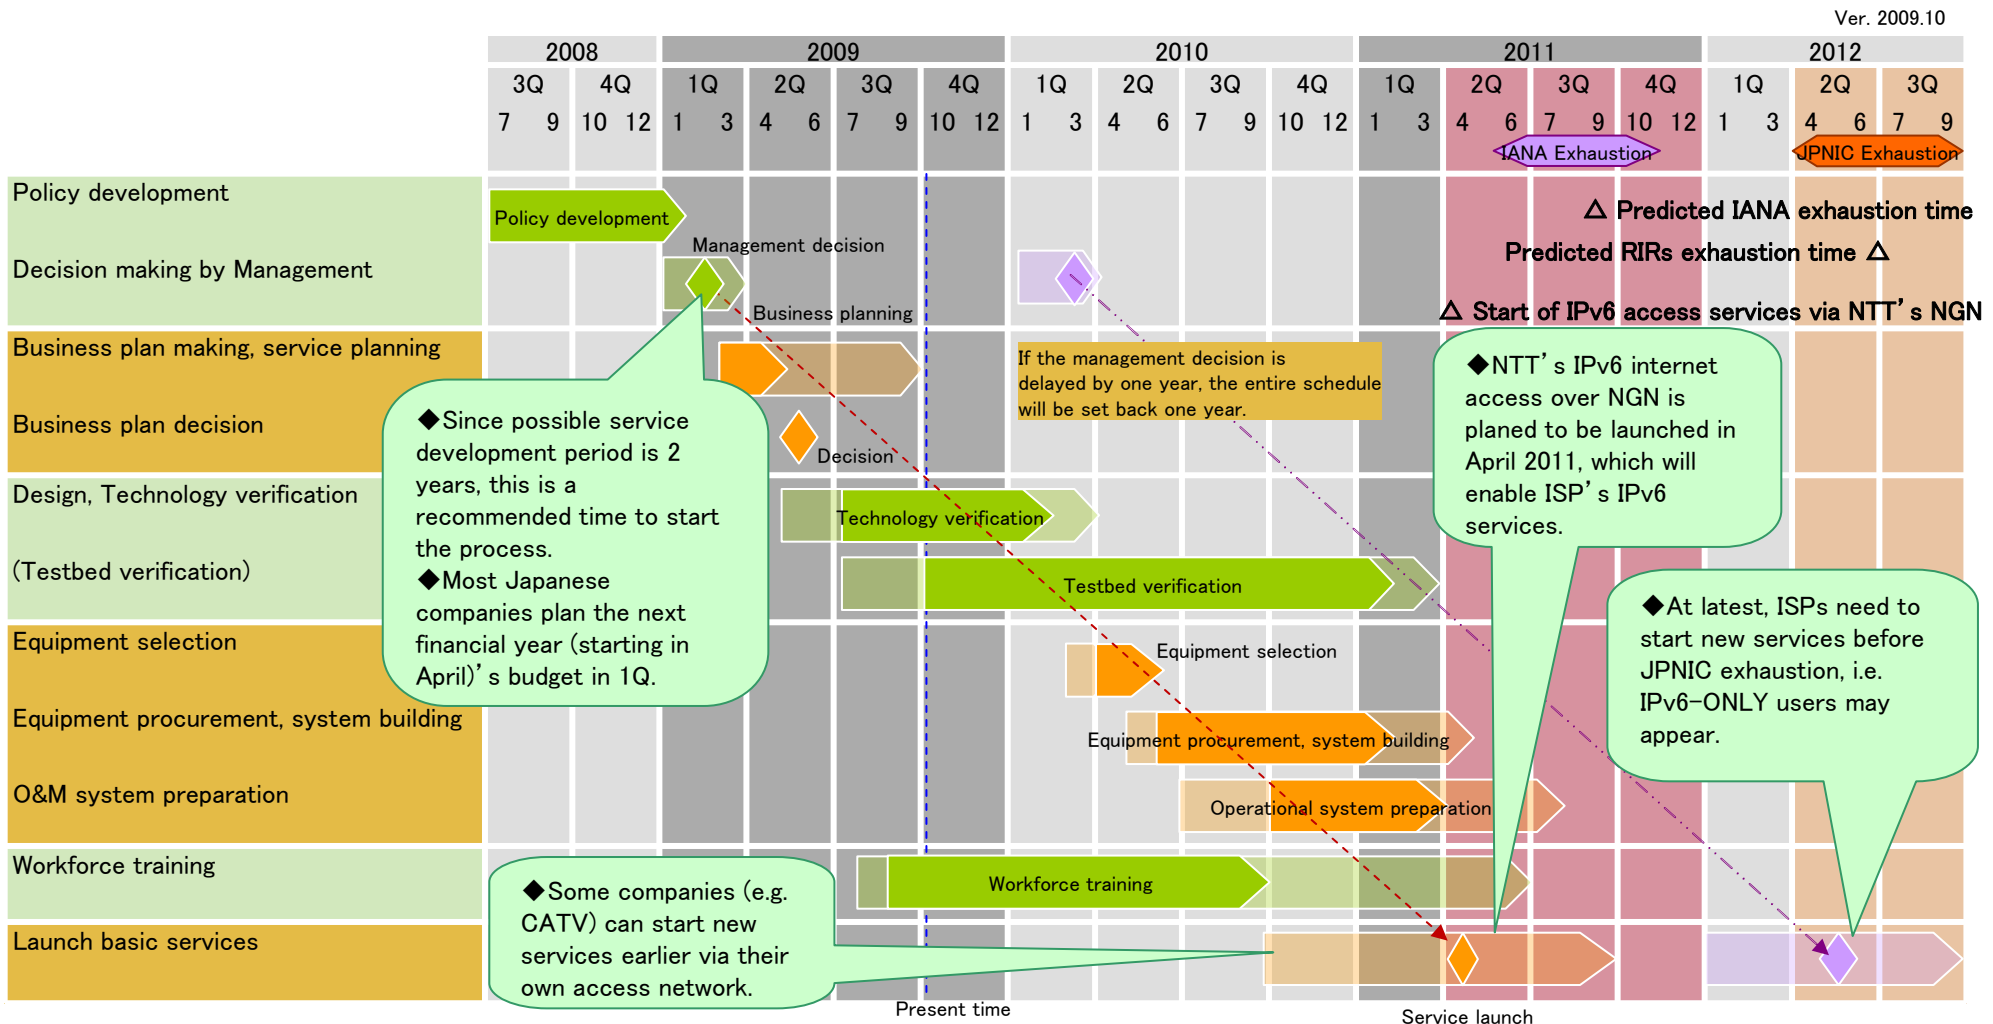 Ver. 2009.10
2008 2009 2010 2011 2012
3Q 4Q 1Q 2Q 3Q 4Q 1Q 2Q 3Q 4Q 1Q 2Q 3Q 4Q 1Q 2Q 3Q
7 9 10 12 1 3 4 6 7 9 10 12 1 3 4 6 7 9 10 12 1 3 4 6 7 9 10 12 1 3 4 6 7 9
IANA Exhaustion JPNIC Exhaustion
Policy development
Policy development
△ Predicted IANA exhaustion time
Management decision
Predicted RIRs exhaustion time △
Decision making by Management
Business planning
△ Start of IPv6 access services via NTT's NGN
Business plan making, service planning
If the management decision is
delayed by one year, the entire schedule
will be set back one year.
◆NTT's IPv6 internet
access over NGN is
planed to be launched in
April 2011, which will
enable ISP's IPv6
services.
Business plan decision
Decision
◆Since possible service
development period is 2
years, this is a
recommended time to start
the process.
◆Most Japanese
companies plan the next
financial year (starting in
April)'s budget in 1Q.
Design, Technology verification
Technology verification
(Testbed verification)
Testbed verification
◆At latest, ISPs need to
start new services before
JPNIC exhaustion, i.e.
IPv6-ONLY users may
appear.
Equipment selection
Equipment selection
Equipment procurement, system building
Equipment procurement, system building
O&M system preparation
Operational system preparation
Workforce training
Workforce training
◆Some companies (e.g.
CATV) can start new
services earlier via their
own access network.
Launch basic services
Present time
Service launch